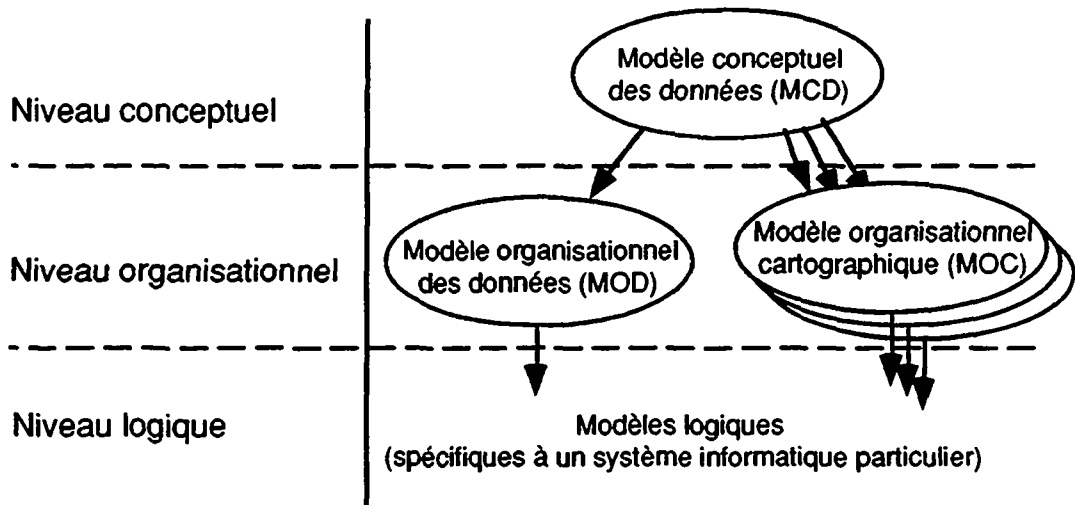 Modèle conceptuel
des données (MCD)
Niveau conceptuel
Modèle organisationnel
cartographique (MOC)
Modèle organisationnel
des données (MOD)
Niveau organisationnel
Niveau logique
Modèles logiques
(spécifiques à un système informatique particulier)